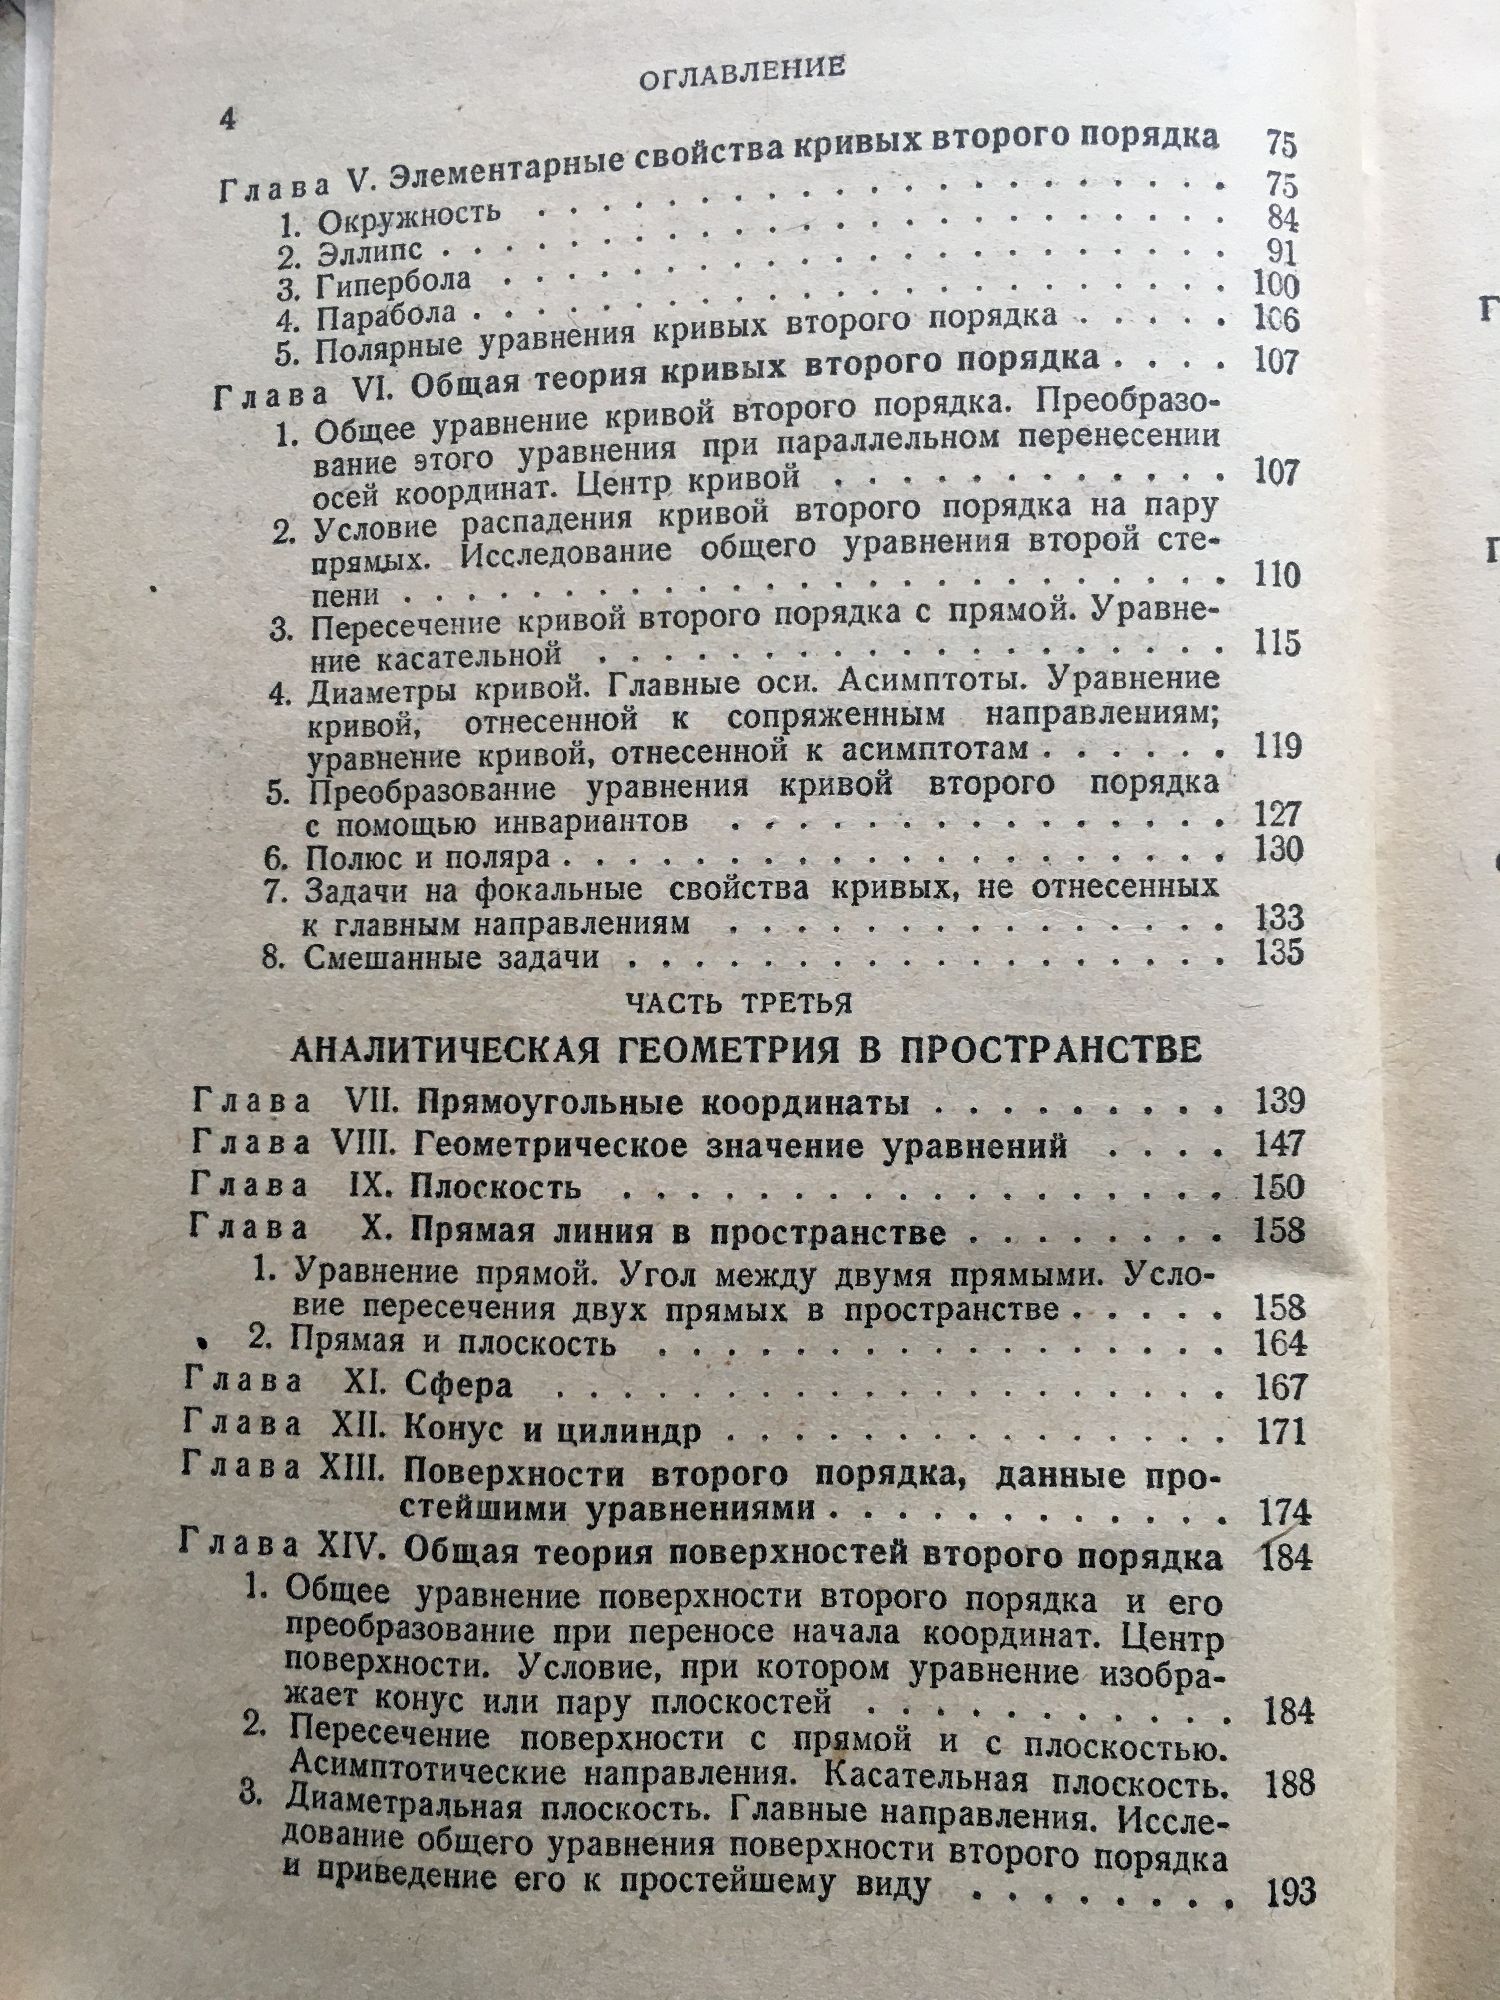 ОГЛАВЛЕНИЕ
4
Глава V. Элементарные свойства кривых второго порядка 75
1. Окружность . . . . . . . . . . . . . . . . . . . 75
2. Эллипс . . . . . . . . . . . . . . . . . . . . . 84
3. Гипербола . . . . . . . . . . . . . . . . . . . . 91
4. Парабола . . . . . . . . . . . . . . . . . . . . 100
5. Полярные уравнения кривых второго порядка . . . . . 106
Глава VI. Общая теория кривых второго порядка . . . . 107
1. Общее уравнение кривой второго порядка. Преобразо-
вание этого уравнения при параллельном перенесении
осей координат. Центр кривой . . . . . . . . . . . . 107
2. Условие распадения кривой второго порядка на пару
прямых. Исследование общего уравнения второй сте-
пени . . . . . . . . . . . . . . . . . . . . . . . 110
3. Пересечение кривой второго порядка с прямой. Уравне-
ние касательной . . . . . . . . . . . . . . . . . . 115
4. Диаметры кривой. Главные оси. Асимптоты. Уравнение
кривой, отнесенной к сопряженным направлениям;
уравнение кривой, отнесенной к асимптотам . . . . . . 119
5. Преобразование уравнения кривой второго порядка
с помощью инвариантов . . . . . . . . . . . . . . . 127
6. Полюс и поляра . . . . . . . . . . . . . . . . . . . 130
7. Задачи на фокальные свойства кривых, не отнесенных
к главным направлениям . . . . . . . . . . . . . . . 133
8. Смешанные задачи . . . . . . . . . . . . . . . . . . 135
ЧАСТЬ ТРЕТЬЯ
АНАЛИТИЧЕСКАЯ ГЕОМЕТРИЯ В ПРОСТРАНСТВЕ
Глава VII. Прямоугольные координаты . . . . . . . . . 139
Глава VIII. Геометрическое значение уравнений . . . . 147
Глава IX. Плоскость . . . . . . . . . . . . . . . . . . 150
Глава X. Прямая линия в пространстве . . . . . . . . 158
1. Уравнение прямой. Угол между двумя прямыми. Усло-
вие пересечения двух прямых в пространстве . . . . . 158
2. Прямая и плоскость . . . . . . . . . . . . . . . . . 164
Глава XI. Сфера . . . . . . . . . . . . . . . . . . . . 167
Глава XII. Конус и цилиндр . . . . . . . . . . . . . . . 171
Глава XIII. Поверхности второго порядка, данные про-
стейшими уравнениями . . . . . . . . . . . . 174
Глава XIV. Общая теория поверхностей второго порядка 184
1. Общее уравнение поверхности второго порядка и его
преобразование при переносе начала координат. Центр
поверхности. Условие, при котором уравнение изобра-
жает конус или пару плоскостей . . . . . . . . . . . 184
2. Пересечение поверхности с прямой и с плоскостью.
Асимптотические направления. Касательная плоскость. 188
3. Диаметральная плоскость. Главные направления. Иссле-
дование общего уравнения поверхности второго порядка
и приведение его к простейшему виду . . . . . . . . 193